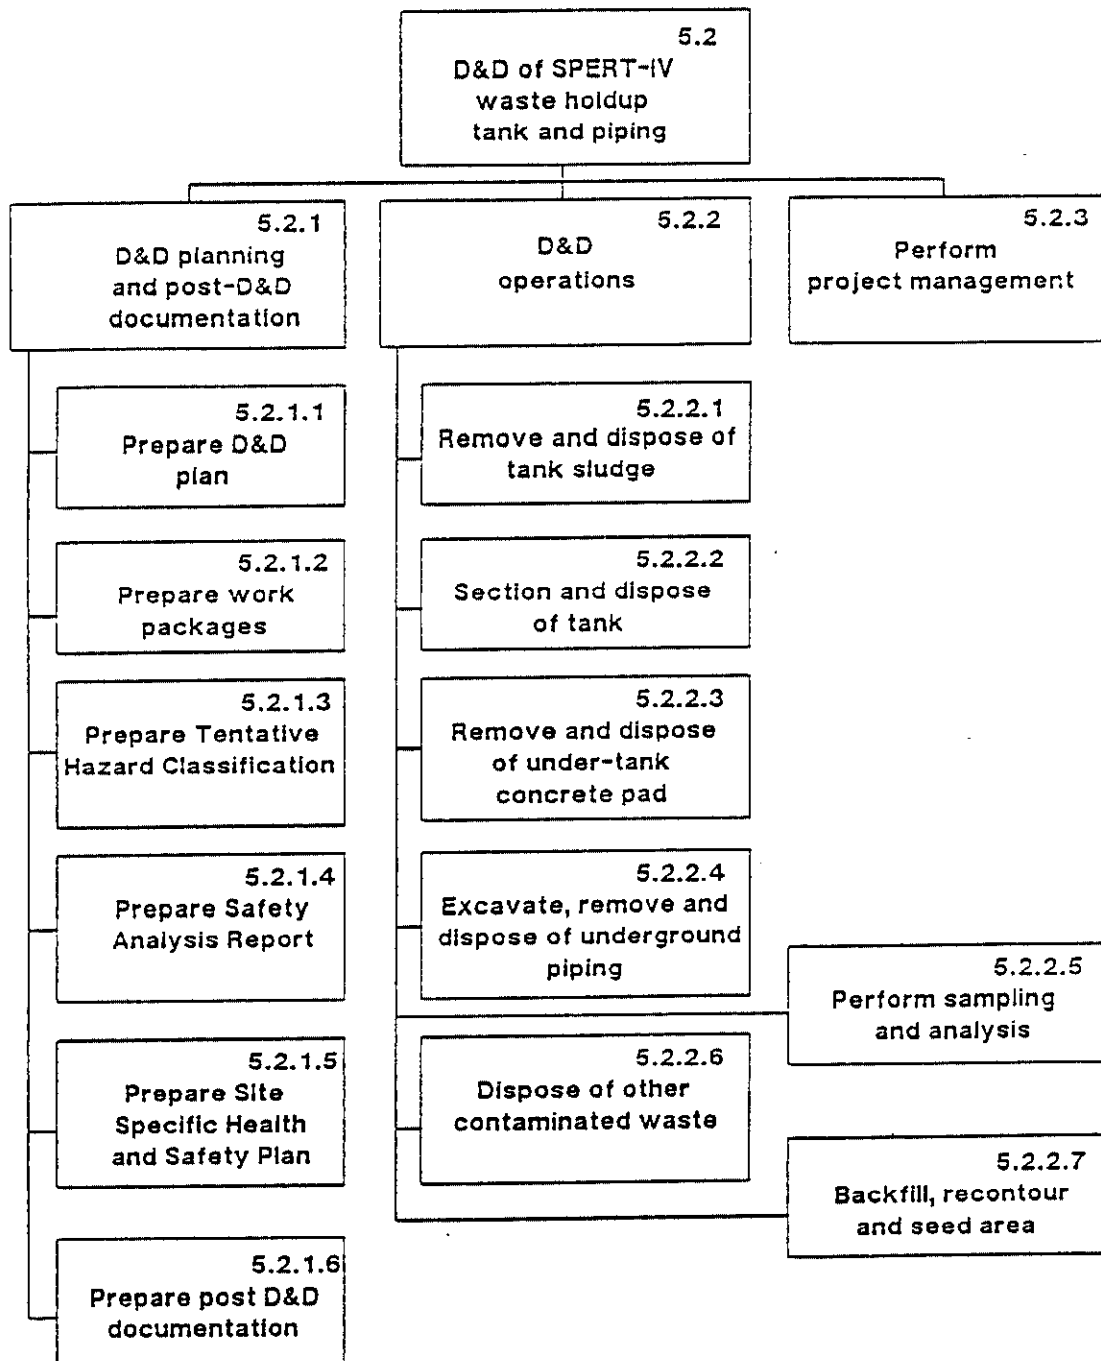 5.2
D&D of SPERT-IV
waste holdup
tank and piping
5.2.1
D&D planning
and post-D&D
documentation
5.2.2
D&D
operations
5.2.3
Perform
project management
5.2.1.1
Prepare D&D
plan
5.2.1.2
Prepare work
packages
5.2.1.3
Prepare Tentative
Hazard Classification
5.2.1.4
Prepare Safety
Analysis Report
5.2.1.5
Prepare Site
Specific Health
and Safety Plan
5.2.1.6
Prepare post D&D
documentation
5.2.2.1
Remove and dispose of
tank sludge
5.2.2.2
Section and dispose
of tank
5.2.2.3
Remove and dispose
of under-tank
concrete pad
5.2.2.4
Excavate, remove and
dispose of underground
piping
5.2.2.5
Perform sampling
and analysis
5.2.2.6
Dispose of other
contaminated waste
5.2.2.7
Backfill, recontour
and seed area